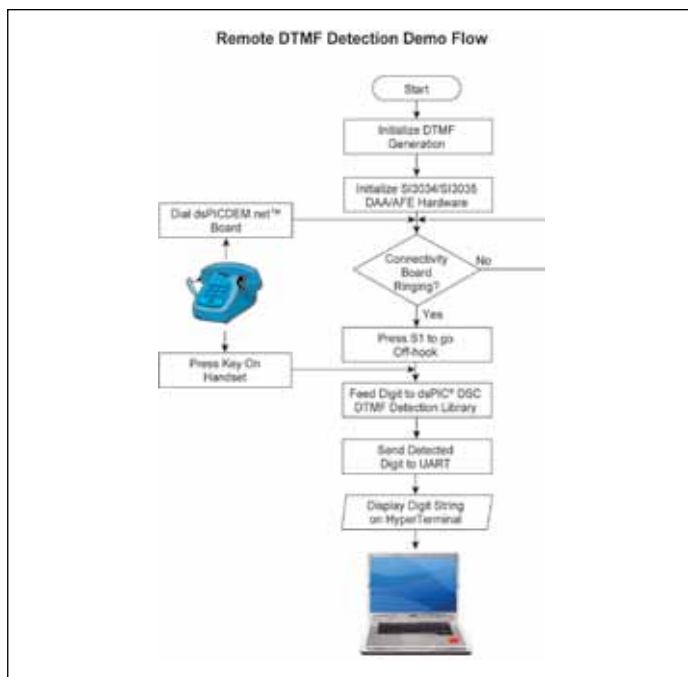 Remote DTMF Detection Demo Flow
Start
Initialize DTMF
Generation
Initialize SI3034/SI3035
DAA/AFE Hardware
Dial dsPICDEM.net™
Board
Connectivity
Board
Ringing?
No
Yes
Press S1 to go
Off-hook
Press Key On
Handset
Feed Digit to dsPIC® DSC
DTMF Detection Library
Send Detected
Digit to UART
Display Digit String
on HyperTerminal